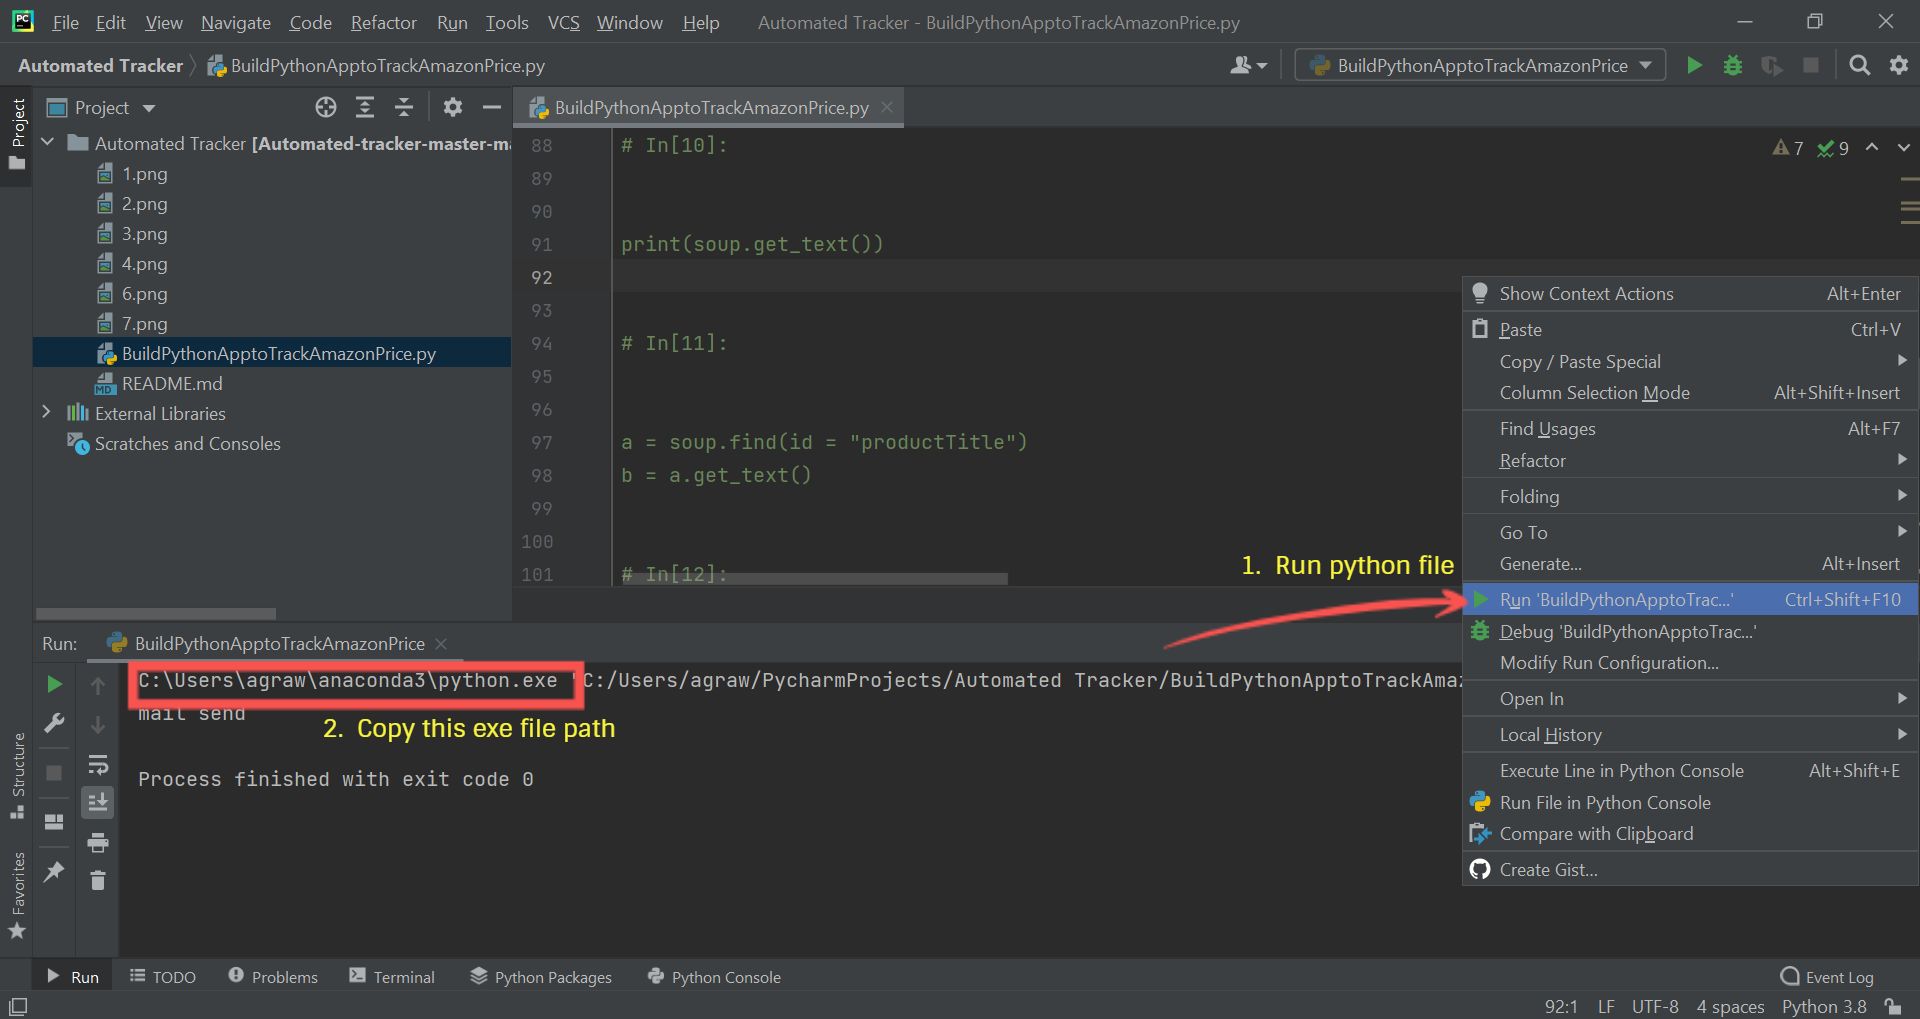 File Edit View Navigate Code Refactor Run Tools VCS Window Help Automated Tracker - BuildPythonApptoTrackAmazonPrice.py
Automated Tracker BuildPythonApptoTrackAmazonPrice.py BuildPythonApptoTrackAmazonPrice
Project
Project
BuildPythonApptoTrackAmazonPrice.py
Automated Tracker [Automated-tracker-master-m
1.png
2.png
3.png
4.png
6.png
7.png
BuildPythonApptoTrackAmazonPrice.py
README.md
External Libraries
Scratches and Consoles
7 9
88 # In[10]:
89
90
91 print(soup.get_text())
92
93
94 # In[11]:
95
96
97 a = soup.find(id = "productTitle")
98 b = a.get_text()
99
100
101 # In[12]:
1. Run python file
Show Context Actions Alt+Enter
Paste Ctrl+V
Copy / Paste Special
Column Selection Mode Alt+Shift+Insert
Find Usages Alt+F7
Refactor
Folding
Go To
Generate... Alt+Insert
Run 'BuildPythonApptoTrac...' Ctrl+Shift+F10
Debug 'BuildPythonApptoTrac...'
Modify Run Configuration...
Open In
Local History
Execute Line in Python Console Alt+Shift+E
Run File in Python Console
Compare with Clipboard
Create Gist...
Run: BuildPythonApptoTrackAmazonPrice
C:\Users\agraw\anaconda3\python.exe "C:/Users/agraw/PycharmProjects/Automated Tracker/BuildPythonApptoTrackAma
mail send
2. Copy this exe file path
Process finished with exit code 0
Structure
Favorites
Run TODO Problems Terminal Python Packages Python Console Event Log
92:1 LF UTF-8 4 spaces Python 3.8